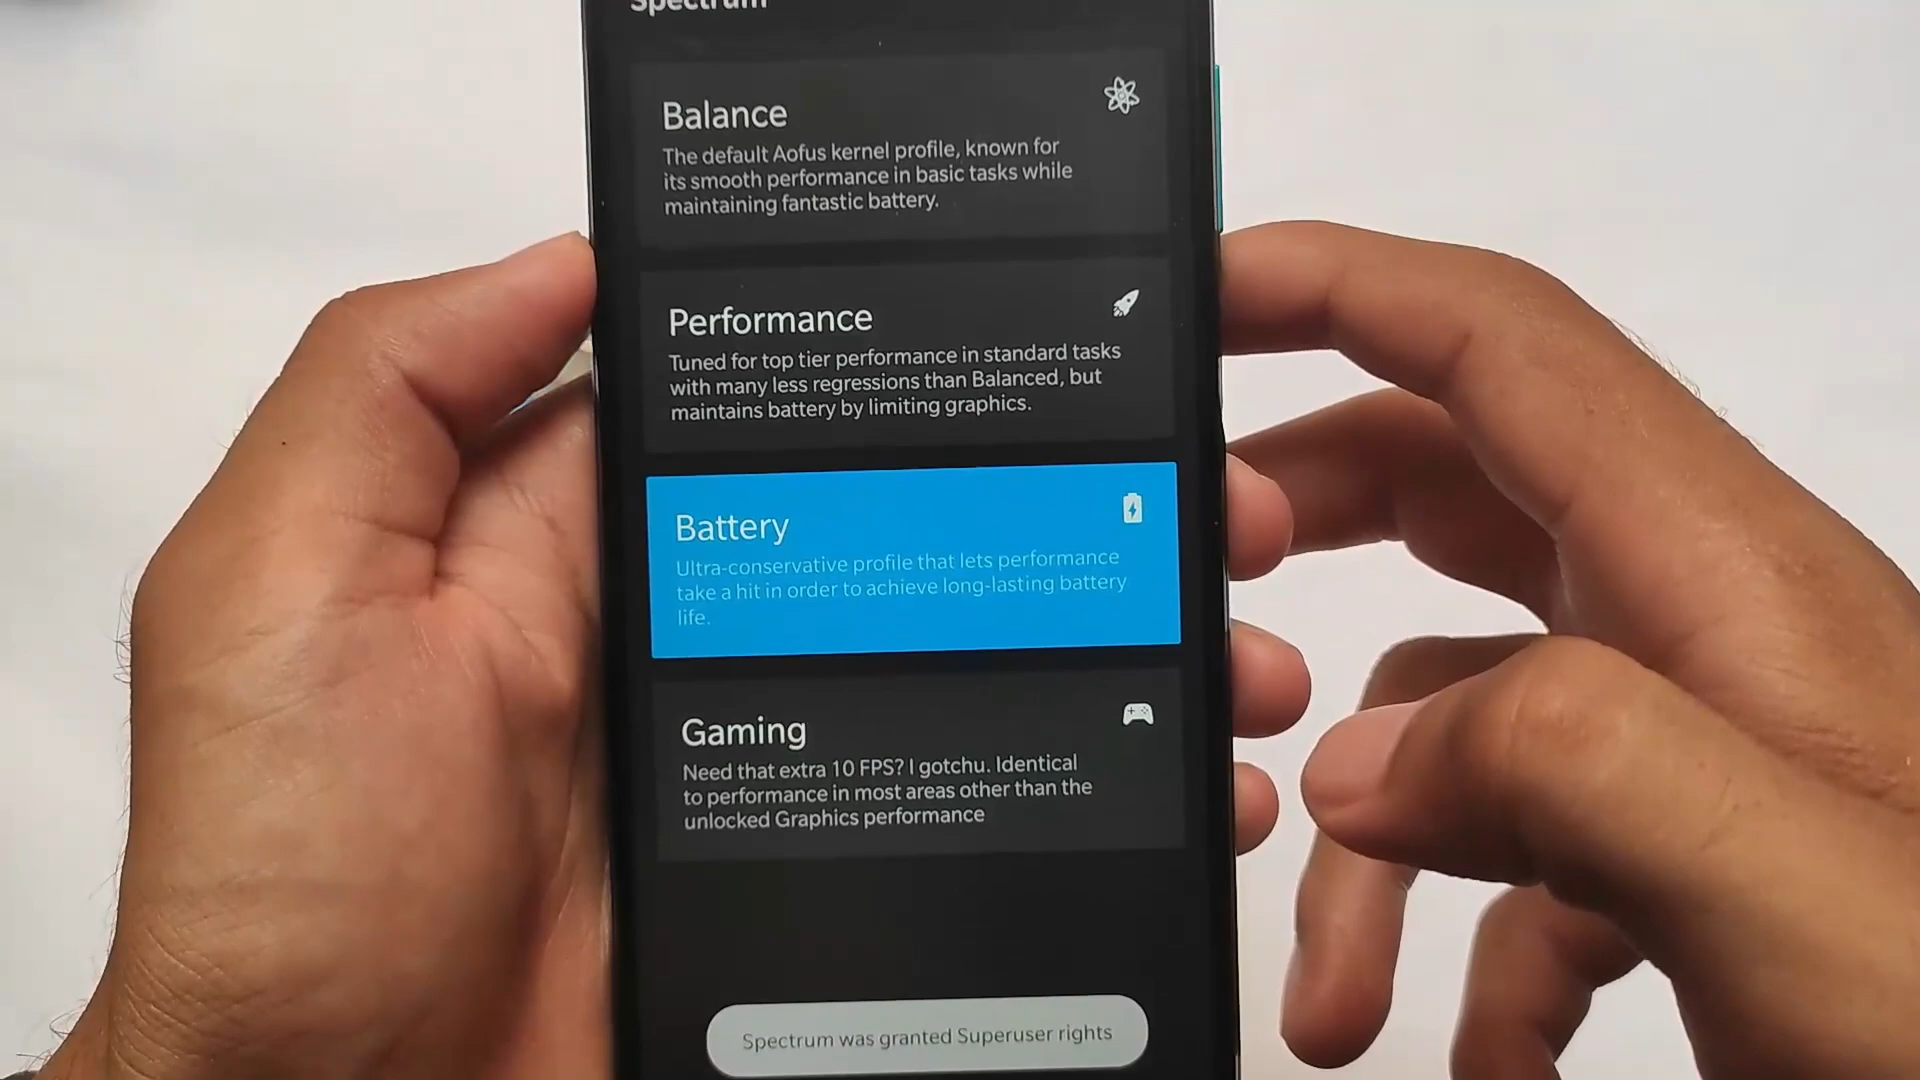 Spectrum
Balance
The default Aofus kernel profile, known for
its smooth performance in basic tasks while
maintaining fantastic battery.
Performance
Tuned for top tier performance in standard tasks
with many less regressions than Balanced, but
maintains battery by limiting graphics.
Battery
Ultra-conservative profile that lets performance
take a hit in order to achieve long-lasting battery
life.
Gaming
Need that extra 10 FPS? I gotchu. Identical
to performance in most areas other than the
unlocked Graphics performance
Spectrum was granted Superuser rights